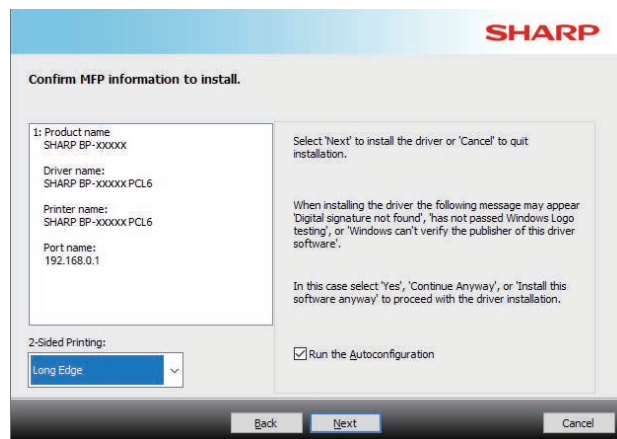 SHARP
Confirm MFP information to install.
1: Product name
SHARP BP-XXXXX
Driver name:
SHARP BP-XXXXX PCL6
Printer name:
SHARP BP-XXXXX PCL6
Port name:
192.168.0.1
2-Sided Printing:
Long Edge
Select 'Next' to install the driver or 'Cancel' to quit
installation.
When installing the driver the following message may appear
'Digital signature not found', 'has not passed Windows Logo
testing', or 'Windows can't verify the publisher of this driver
software'.
In this case select 'Yes', 'Continue Anyway', or 'Install this
software anyway' to proceed with the driver installation.
Run the Autoconfiguration
Back
Next
Cancel